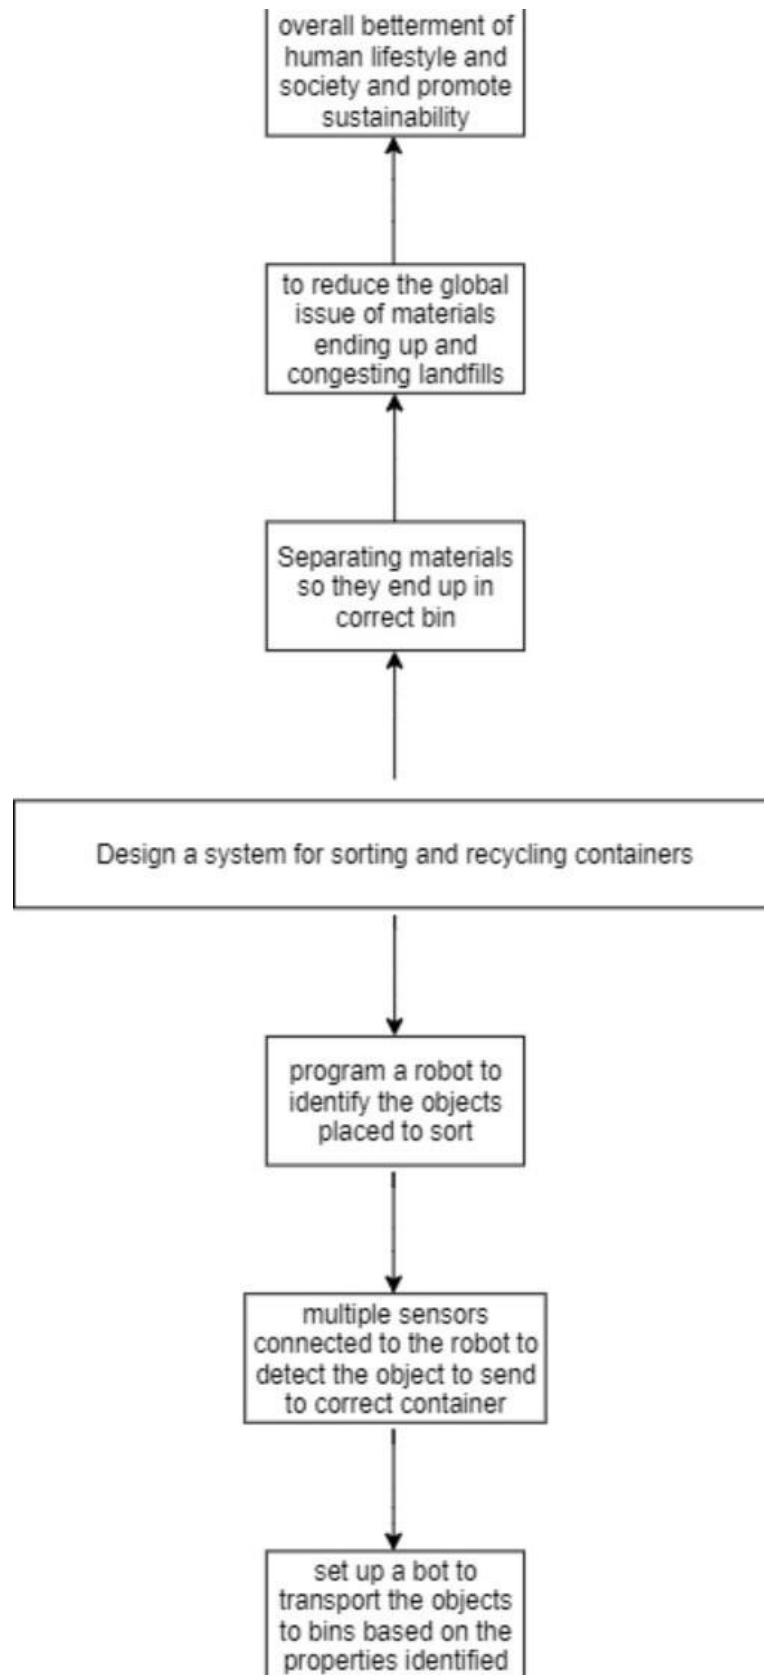 overall betterment of
human lifestyle and
society and promote
sustainability
to reduce the global
issue of materials
ending up and
congesting landfills
Separating materials
so they end up in
correct bin
Design a system for sorting and recycling containers
program a robot to
identify the objects
placed to sort
multiple sensors
connected to the robot to
detect the object to send
to correct container
set up a bot to
transport the objects
to bins based on the
properties identified